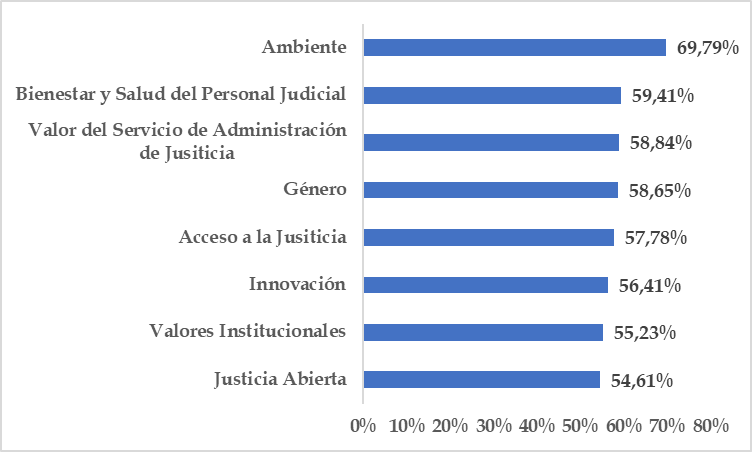 Ambiente 69,79%
Bienestar y Salud del Personal Judicial 59,41%
Valor del Servicio de Administración
de Jusiticia 58,84%
Género 58,65%
Acceso a la Jusiticia 57,78%
Innovación 56,41%
Valores Institucionales 55,23%
Justicia Abierta 54,61%
0% 10% 20% 30% 40% 50% 60% 70% 80%